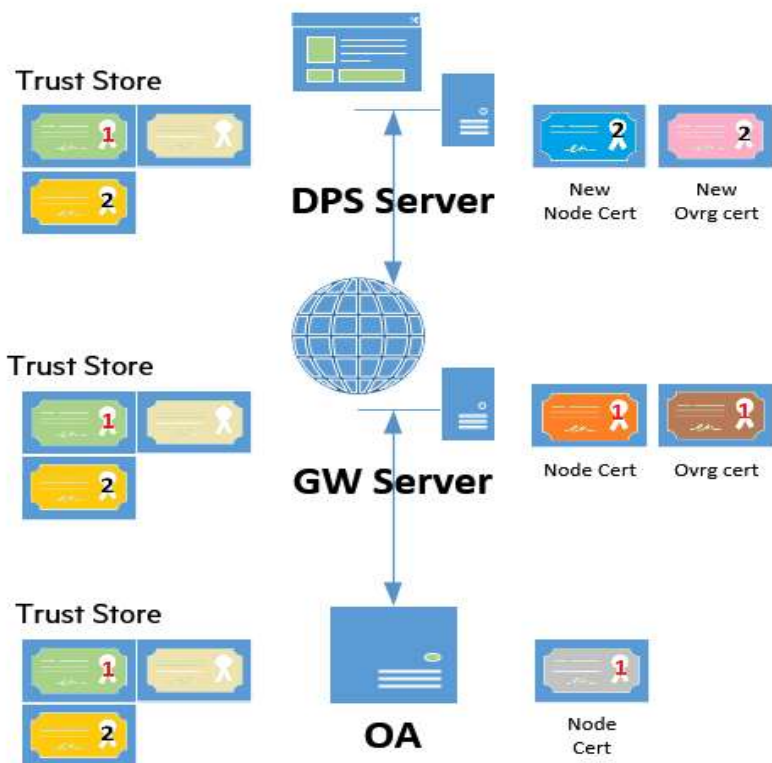 Trust Store
1
2
DPS Server
2
2
New
Node Cert
New
Ovrg cert
Trust Store
1
2
GW Server
1
1
Node Cert
Ovrg cert
Trust Store
1
2
OA
1
Node
Cert